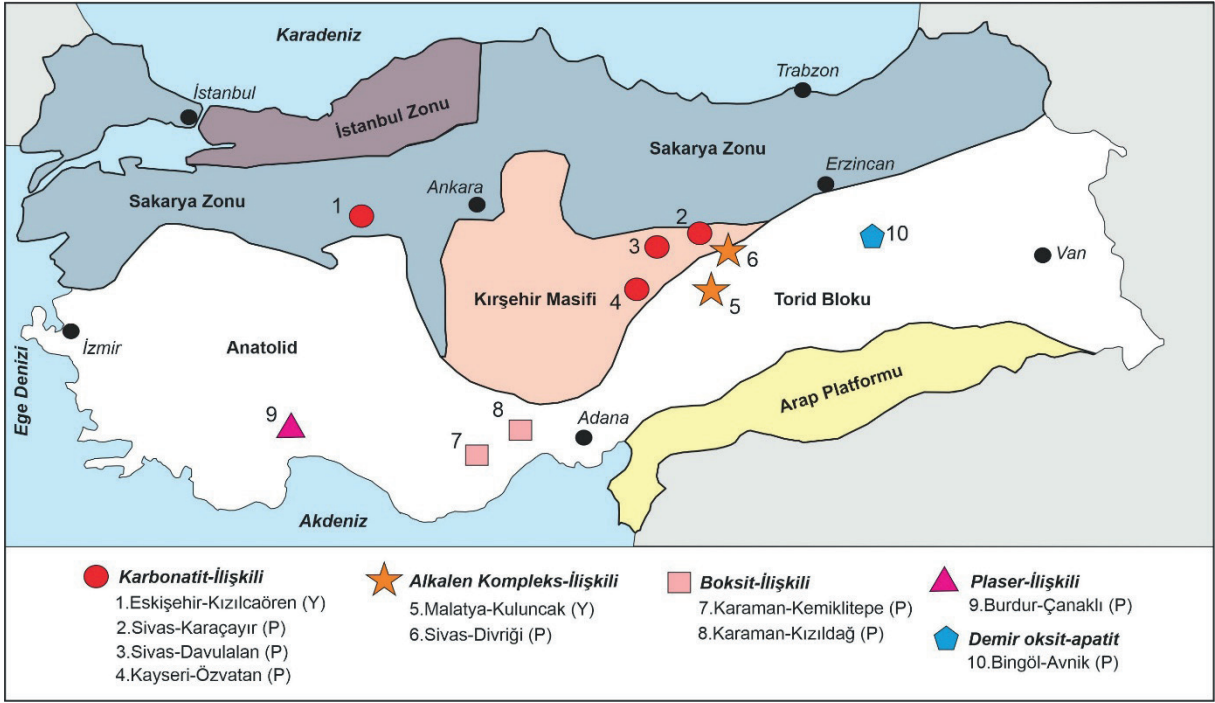 Karadeniz
Trabzon
İstanbul
İstanbul Zonu
Sakarya Zonu
Erzincan
Ankara
Sakarya Zonu
1
2
3
10
6
Van
Kırşehir Masifi
4
5
Torid Bloku
İzmir
Anatolid
Ege Denizi
Arap Platformu
9
8
Adana
7
Akdeniz
Karbonatit-İlişkili
1.Eskişehir-Kızılcaören (Y)
2.Sivas-Karaçayır (P)
3.Sivas-Davulalan (P)
4.Kayseri-Özvatan (P)
Alkalen Kompleks-İlişkili
5.Malatya-Kuluncak (Y)
6.Sivas-Divriği (P)
Boksit-İlişkili
7.Karaman-Kemiklitepe (P)
8.Karaman-Kızıldağ (P)
Plaser-İlişkili
9.Burdur-Çanaklı (P)
Demir oksit-apatit
10.Bingöl-Avnik (P)